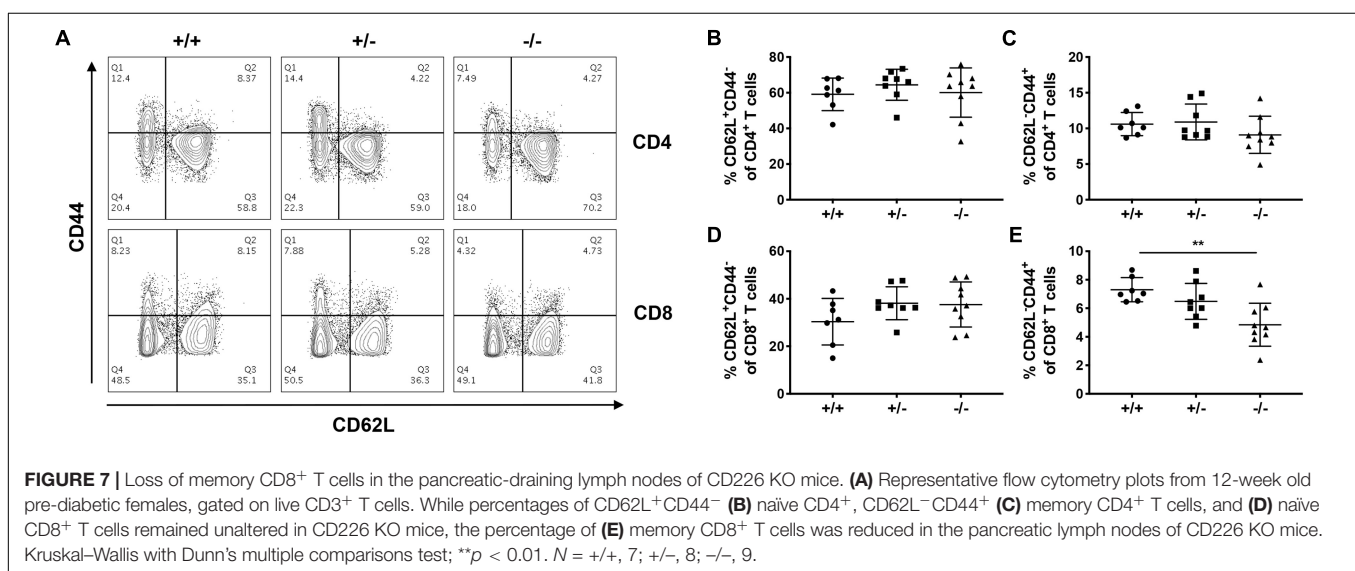 A
+/+
+/-
-/-
Q1
12.4
Q2
8.37
Q4
20.4
Q3
58.8
Q1
14.4
Q2
4.22
Q4
22.3
Q3
59.0
Q1
7.49
Q2
4.27
Q4
18.0
Q3
70.2
CD4
Q1
8.23
Q2
8.15
Q4
48.5
Q3
35.1
Q1
7.88
Q2
5.28
Q4
50.5
Q3
36.3
Q1
4.32
Q2
4.73
Q4
49.1
Q3
41.8
CD8
CD44
CD62L
B
% CD62L+CD44-
of CD4+ T cells
80
60
40
20
0
+/+
+/-
-/-
C
% CD62L-CD44+
of CD4+ T cells
20
15
10
5
0
+/+
+/-
-/-
D
% CD62L+CD44-
of CD8+ T cells
60
40
20
0
+/+
+/-
-/-
E
% CD62L-CD44+
of CD8+ T cells
10
8
6
4
2
0
**
+/+
+/-
-/-
FIGURE 7 | Loss of memory CD8+ T cells in the pancreatic-draining lymph nodes of CD226 KO mice. (A) Representative flow cytometry plots from 12-week old
pre-diabetic females, gated on live CD3+ T cells. While percentages of CD62L+CD44− (B) naïve CD4+, CD62L−CD44+ (C) memory CD4+ T cells, and (D) naïve
CD8+ T cells remained unaltered in CD226 KO mice, the percentage of (E) memory CD8+ T cells was reduced in the pancreatic lymph nodes of CD226 KO mice.
Kruskal–Wallis with Dunn's multiple comparisons test; **p < 0.01. N = +/+, 7; +/–, 8; –/–, 9.